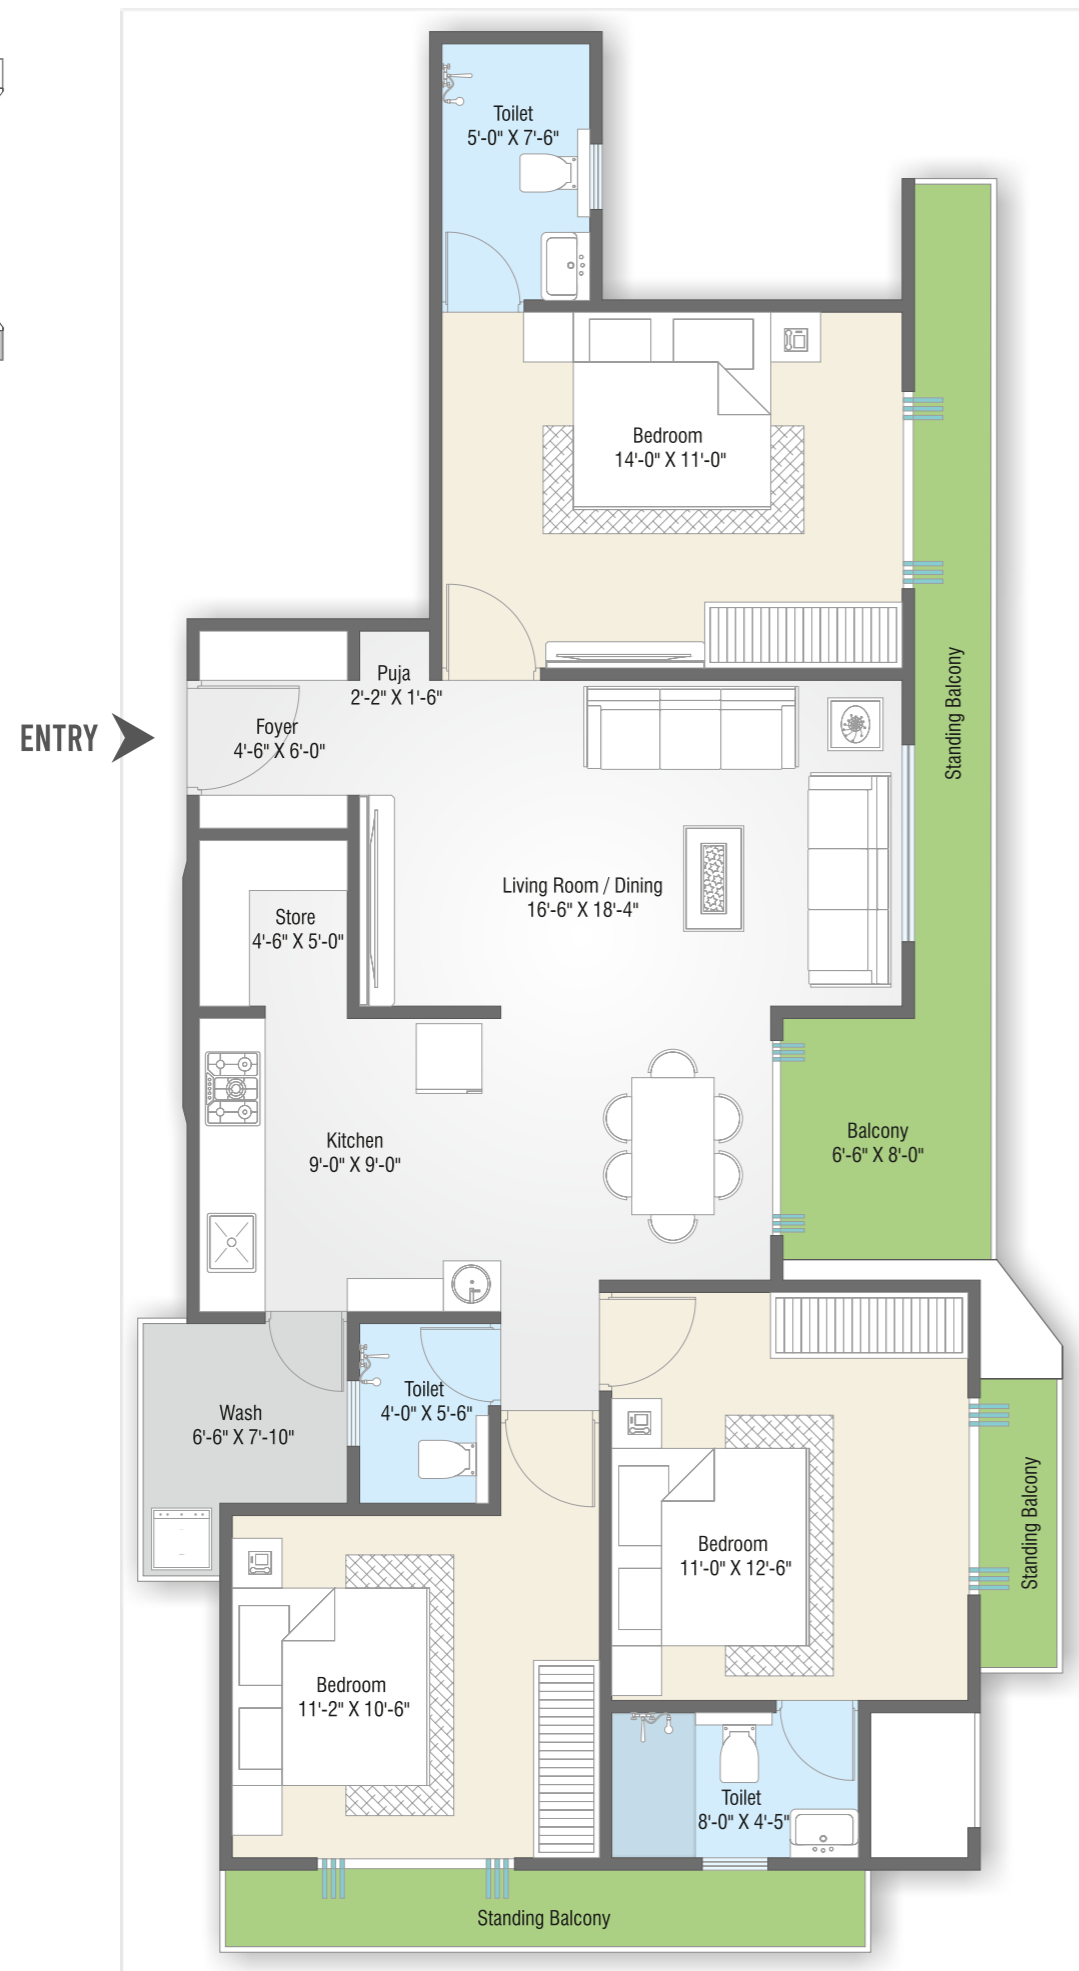 Toilet
5'-0" X 7'-6"
Bedroom
14'-0" X 11'-0"
Standing Balcony
Puja
2'-2" X 1'-6"
ENTRY
Foyer
4'-6" X 6'-0"
Living Room / Dining
16'-6" X 18'-4"
Store
4'-6" X 5'-0"
Kitchen
9'-0" X 9'-0"
Balcony
6'-6" X 8'-0"
Toilet
4'-0" X 5'-6"
Wash
6'-6" X 7'-10"
Bedroom
11'-0" X 12'-6"
Standing Balcony
Bedroom
11'-2" X 10'-6"
Toilet
8'-0" X 4'-5"
Standing Balcony